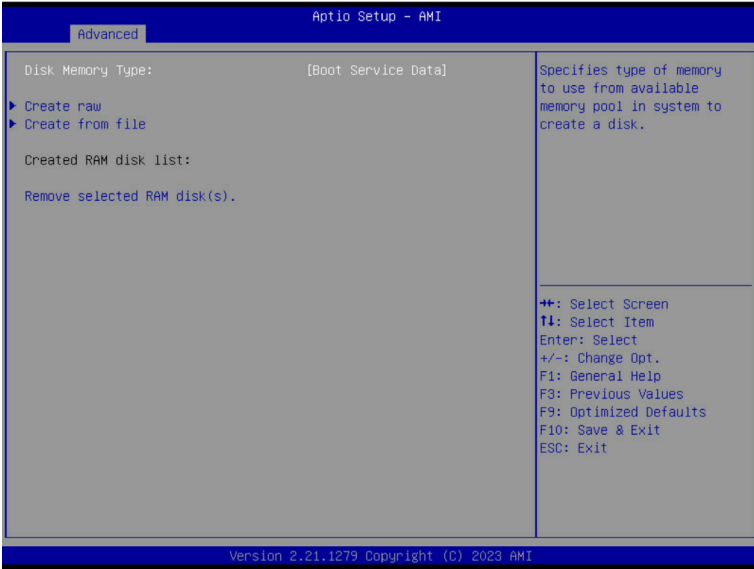 Aptio Setup – AMI
Advanced
Disk Memory Type: [Boot Service Data]
Create raw
Create from file
Created RAM disk list:
Remove selected RAM disk(s).
Specifies type of memory
to use from available
memory pool in system to
create a disk.
→←: Select Screen
↑↓: Select Item
Enter: Select
+/-: Change Opt.
F1: General Help
F3: Previous Values
F9: Optimized Defaults
F10: Save & Exit
ESC: Exit
Version 2.21.1279 Copyright (C) 2023 AMI